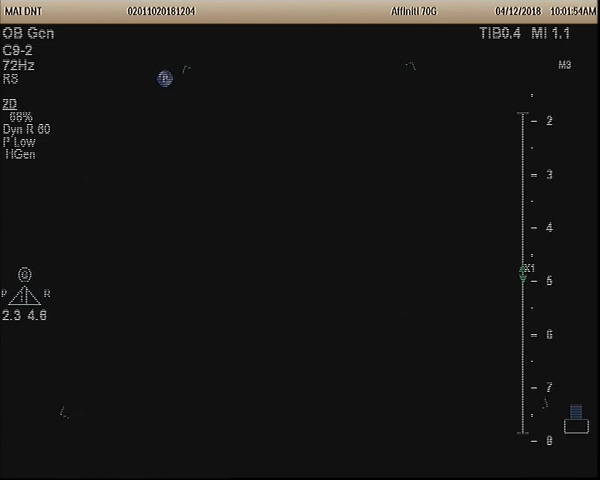 MAI DNT 02011020181204 Affiniti 70G 04/12/2018 10:01:54AM
OB Gen TIB0.4 MI 1.1
C9-2
72Hz M3
RS
2D
68%
Dyn R 60
P Low
HGen
P R
2.3 4.6
2
3
4
X1
5
6
7
8